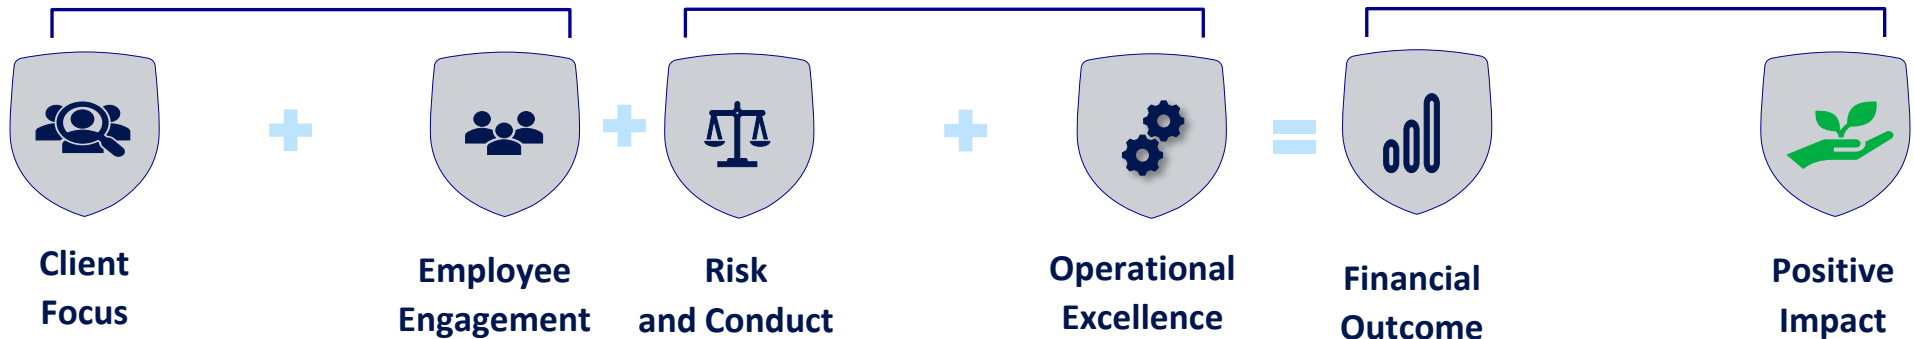 Client
Focus
Employee
Engagement
Risk
and Conduct
Operational
Excellence
Financial
Outcome
Positive
Impact